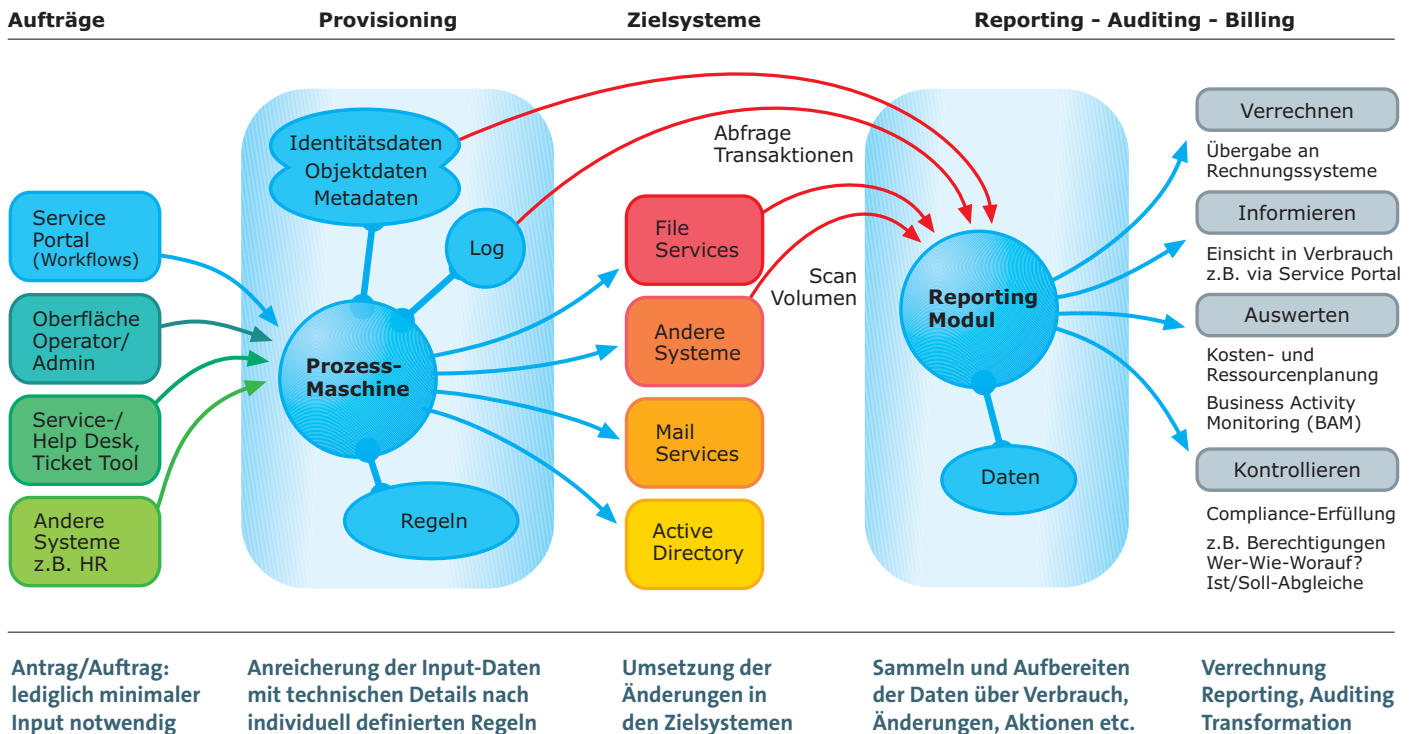 Aufträge
Provisioning
Zielsysteme
Reporting - Auditing - Billing
Service
Portal
(Workflows)
Oberfläche
Operator/
Admin
Service-/
Help Desk,
Ticket Tool
Andere
Systeme
z.B. HR
Identitätsdaten
Objektdaten
Metadaten
Log
Prozess-
Maschine
Regeln
Abfrage
Transaktionen
File
Services
Scan
Volumen
Andere
Systeme
Mail
Services
Active
Directory
Reporting
Modul
Daten
Verrechnen
Übergabe an
Rechnungssysteme
Informieren
Einsicht in Verbrauch
z.B. via Service Portal
Auswerten
Kosten- und
Ressourcenplanung
Business Activity
Monitoring (BAM)
Kontrollieren
Compliance-Erfüllung
z.B. Berechtigungen
Wer-Wie-Worauf?
Ist/Soll-Abgleiche
Antrag/Auftrag:
lediglich minimaler
Input notwendig
Anreicherung der Input-Daten
mit technischen Details nach
individuell definierten Regeln
Umsetzung der
Änderungen in
den Zielsystemen
Sammeln und Aufbereiten
der Daten über Verbrauch,
Änderungen, Aktionen etc.
Verrechnung
Reporting, Auditing
Transformation